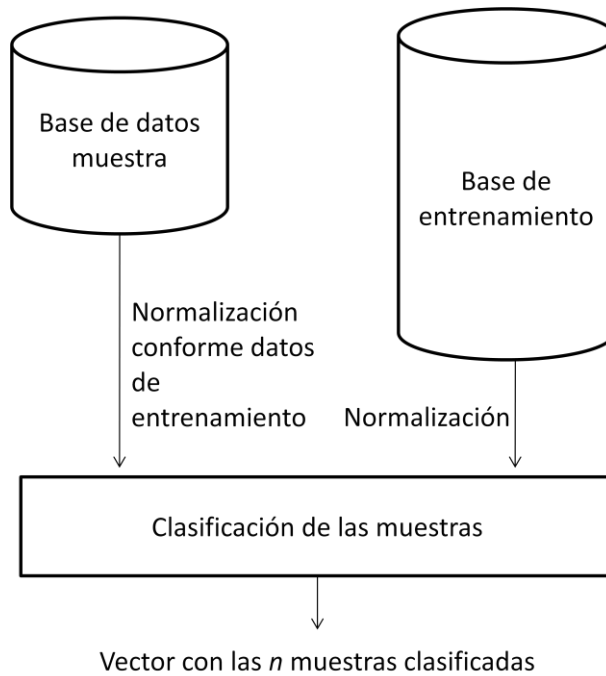 Base de datos
muestra
Base de
entrenamiento
Normalización
conforme datos
de
entrenamiento
Normalización
Clasificación de las muestras
Vector con las n muestras clasificadas